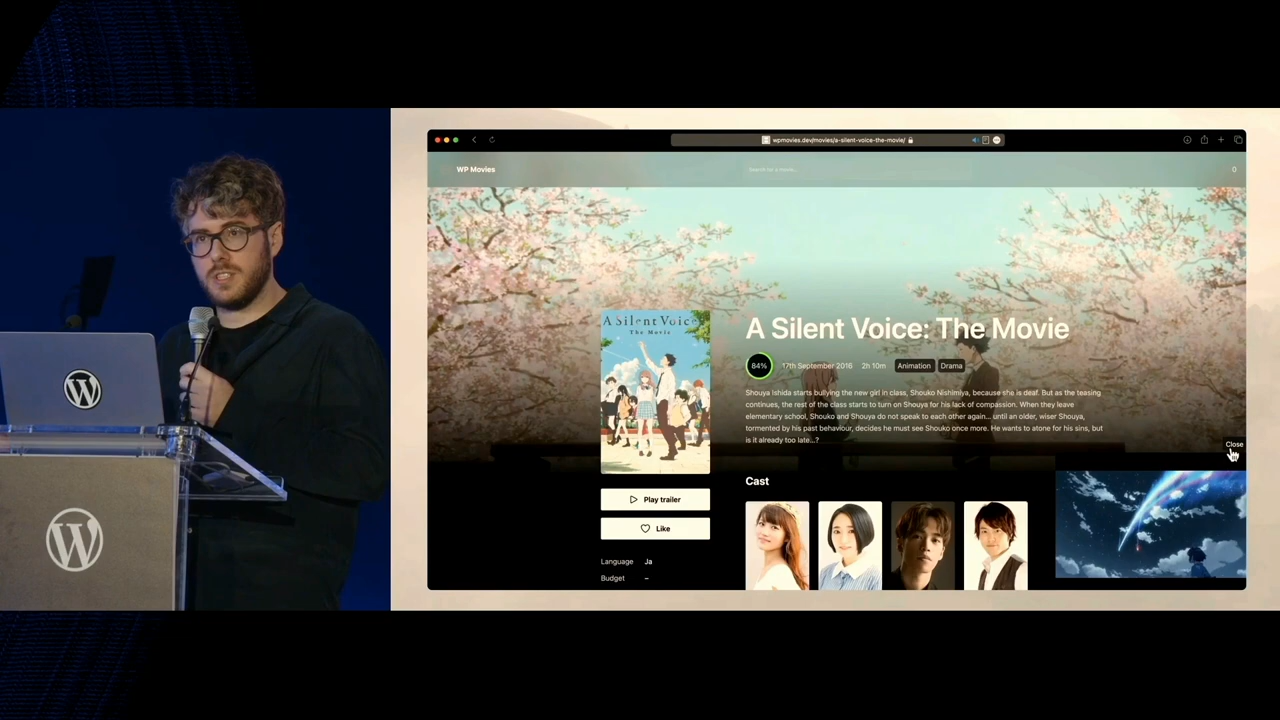 wpmovies.dev/movies/a-silent-voice-the-movie/
WP Movies
Search for a movie...
0
A Silent Voice
The Movie
A Silent Voice: The Movie
84%
17th September 2016
2h 10m
Animation
Drama
Shouya Ishida starts bullying the new girl in class, Shouko Nishimiya, because she is deaf. But as the teasing
continues, the rest of the class starts to turn on Shouya for his lack of compassion. When they leave
elementary school, Shouko and Shouya do not speak to each other again... until an older, wiser Shouya,
tormented by his past behaviour, decides he must see Shouko once more. He wants to atone for his sins, but
is it already too late...?
Close
Cast
Play trailer
Like
Language Ja
Budget –
W
W